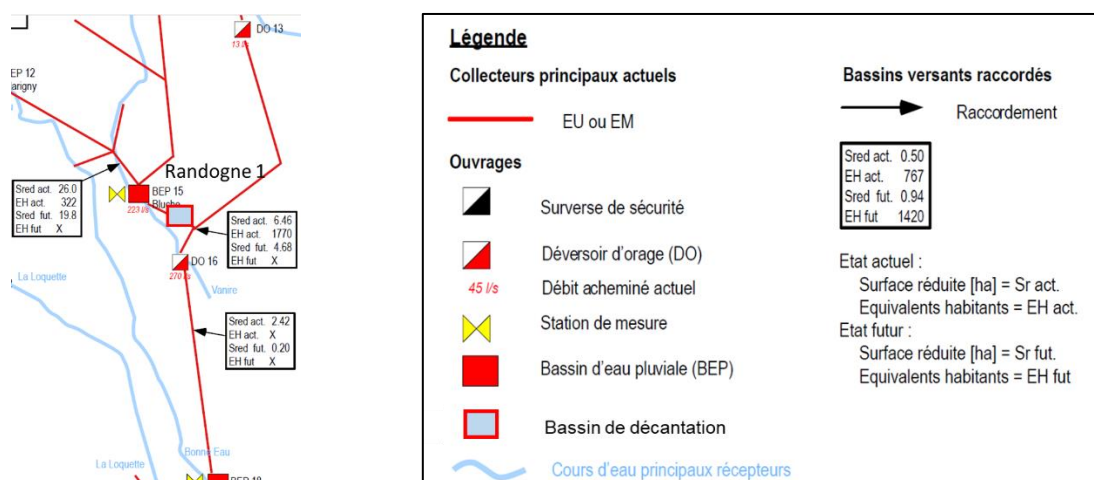 DO 13
13 l/s
BEP 12
arigny
Randogne 1
Sred act. 26.0
EH act. 322
Sred fut. 19.8
EH fut X
BEP 15
Bluche
223 l/s
Sred act. 6.46
EH act. 1770
Sred fut. 4.68
EH fut X
DO 16
270 l/s
La Loquette
Vanire
Sred act. 2.42
EH act. X
Sred fut. 0.20
EH fut X
Bonne Eau
La Loquette
BEP 18
Légende
Collecteurs principaux actuels
EU ou EM
Ouvrages
Surverse de sécurité
Déversoir d'orage (DO)
45 l/s Débit acheminé actuel
Station de mesure
Bassin d'eau pluviale (BEP)
Bassin de décantation
Cours d'eau principaux récepteurs
Bassins versants raccordés
Raccordement
Sred act. 0.50
EH act. 767
Sred fut. 0.94
EH fut 1420
Etat actuel :
Surface réduite [ha] = Sr act.
Equivalents habitants = EH act.
Etat futur :
Surface réduite [ha] = Sr fut.
Equivalents habitants = EH fut